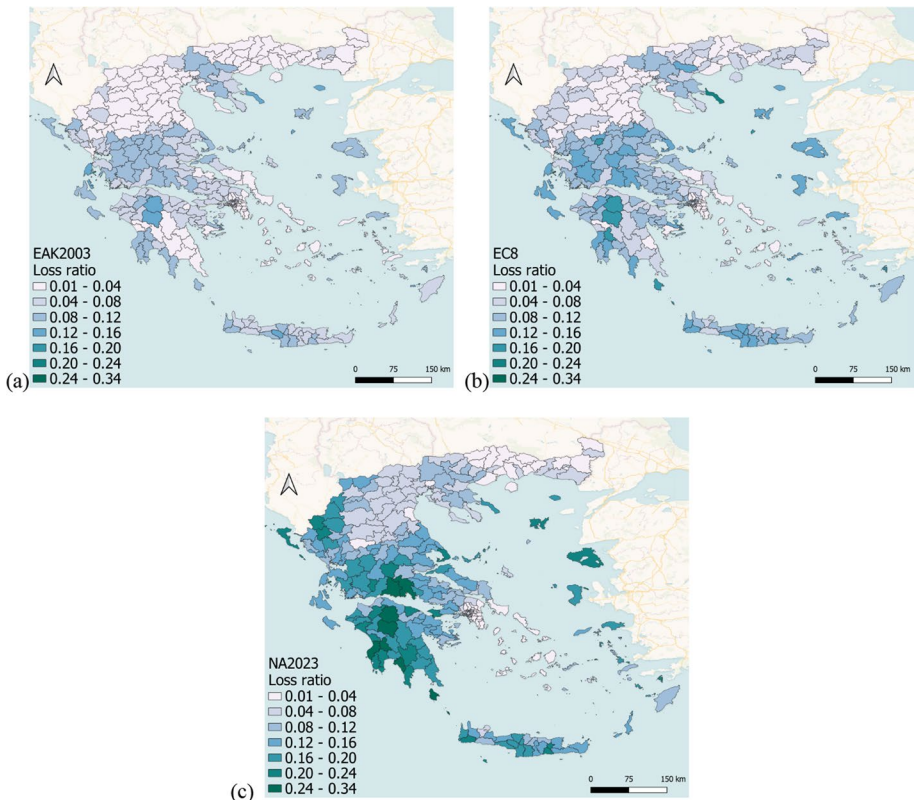 EAK2003
Loss ratio
0.01 - 0.04
0.04 - 0.08
0.08 - 0.12
0.12 - 0.16
0.16 - 0.20
0.20 - 0.24
0.24 - 0.34
0 75 150 km
(a)
EC8
Loss ratio
0.01 - 0.04
0.04 - 0.08
0.08 - 0.12
0.12 - 0.16
0.16 - 0.20
0.20 - 0.24
0.24 - 0.34
0 75 150 km
(b)
NA2023
Loss ratio
0.01 - 0.04
0.04 - 0.08
0.08 - 0.12
0.12 - 0.16
0.16 - 0.20
0.20 - 0.24
0.24 - 0.34
0 75 150 km
(c)